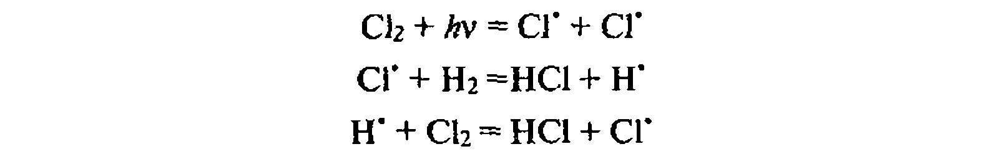 Cl₂ + hν = Cl˙ + Cl˙
Cl˙ + H₂ = HCl + H˙
H˙ + Cl₂ = HCl + Cl˙